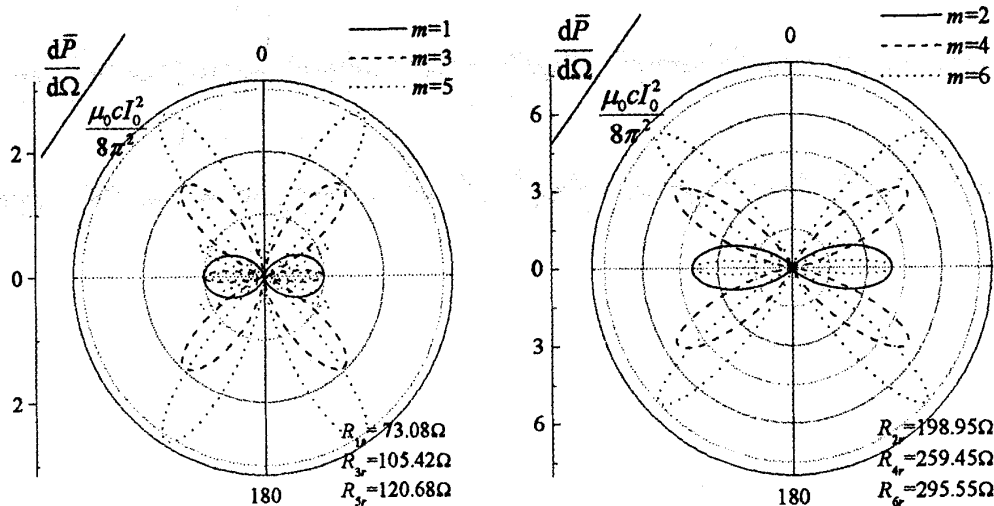 dP̅/dΩ
μ₀cI₀²/8π²
0
m=1
m=3
m=5
2
0
2
180
R₁ᵣ=73.08Ω
R₃ᵣ=105.42Ω
R₅ᵣ=120.68Ω
dP̅/dΩ
μ₀cI₀²/8π²
0
m=2
m=4
m=6
6
3
0
3
6
180
R₂ᵣ=198.95Ω
R₄ᵣ=259.45Ω
R₆ᵣ=295.55Ω